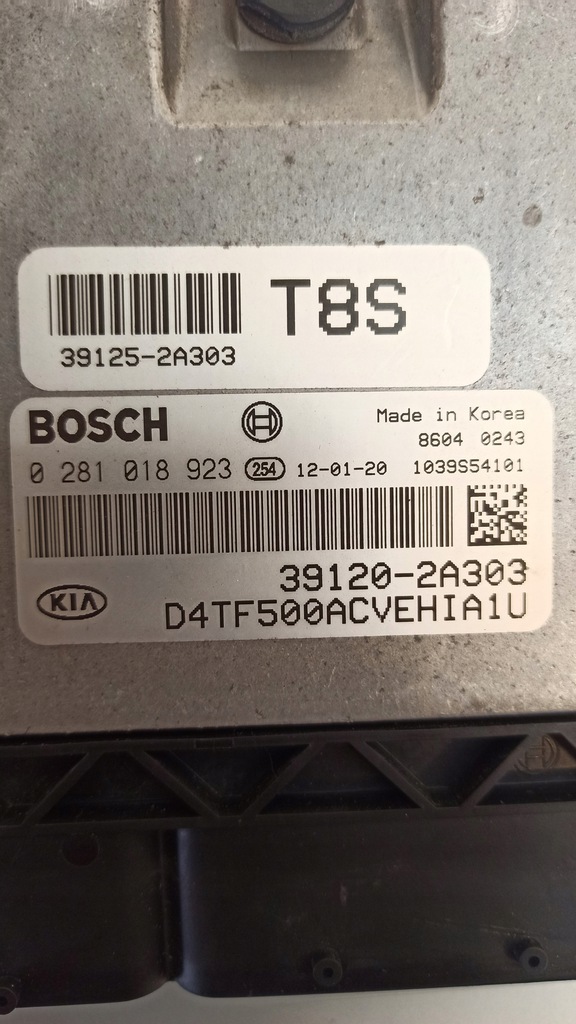 T8S
39125-2A303
BOSCH
Made in Korea
8604 0243
0 281 018 923 254 12-01-20 1039S54101
39120-2A303
KIA D4TF500ACVEHIA1U